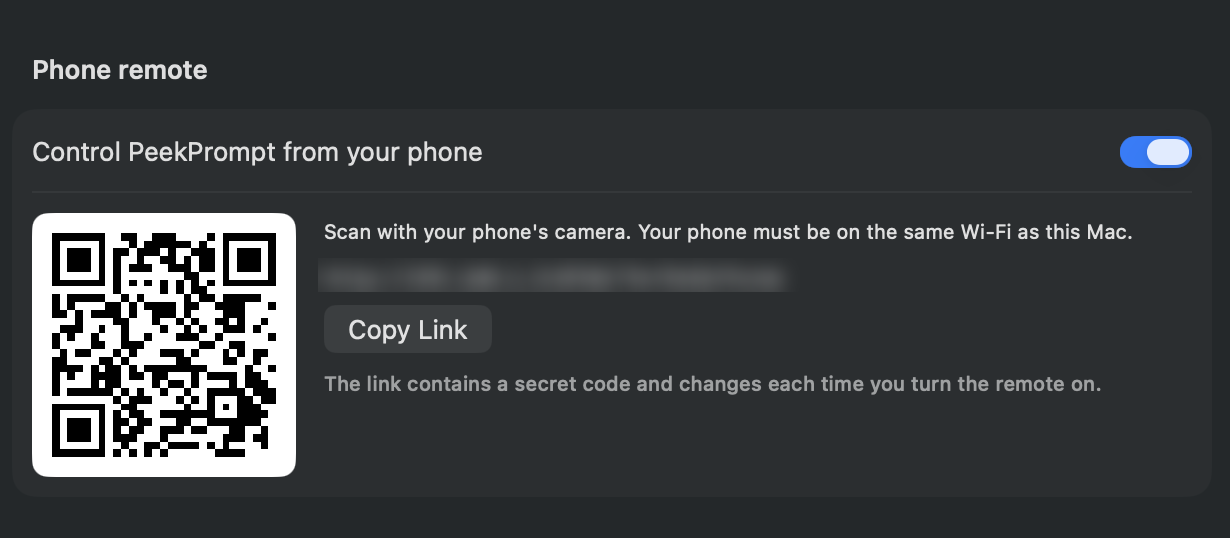 Phone remote
Control PeekPrompt from your phone
Scan with your phone's camera. Your phone must be on the same Wi-Fi as this Mac.
Copy Link
The link contains a secret code and changes each time you turn the remote on.